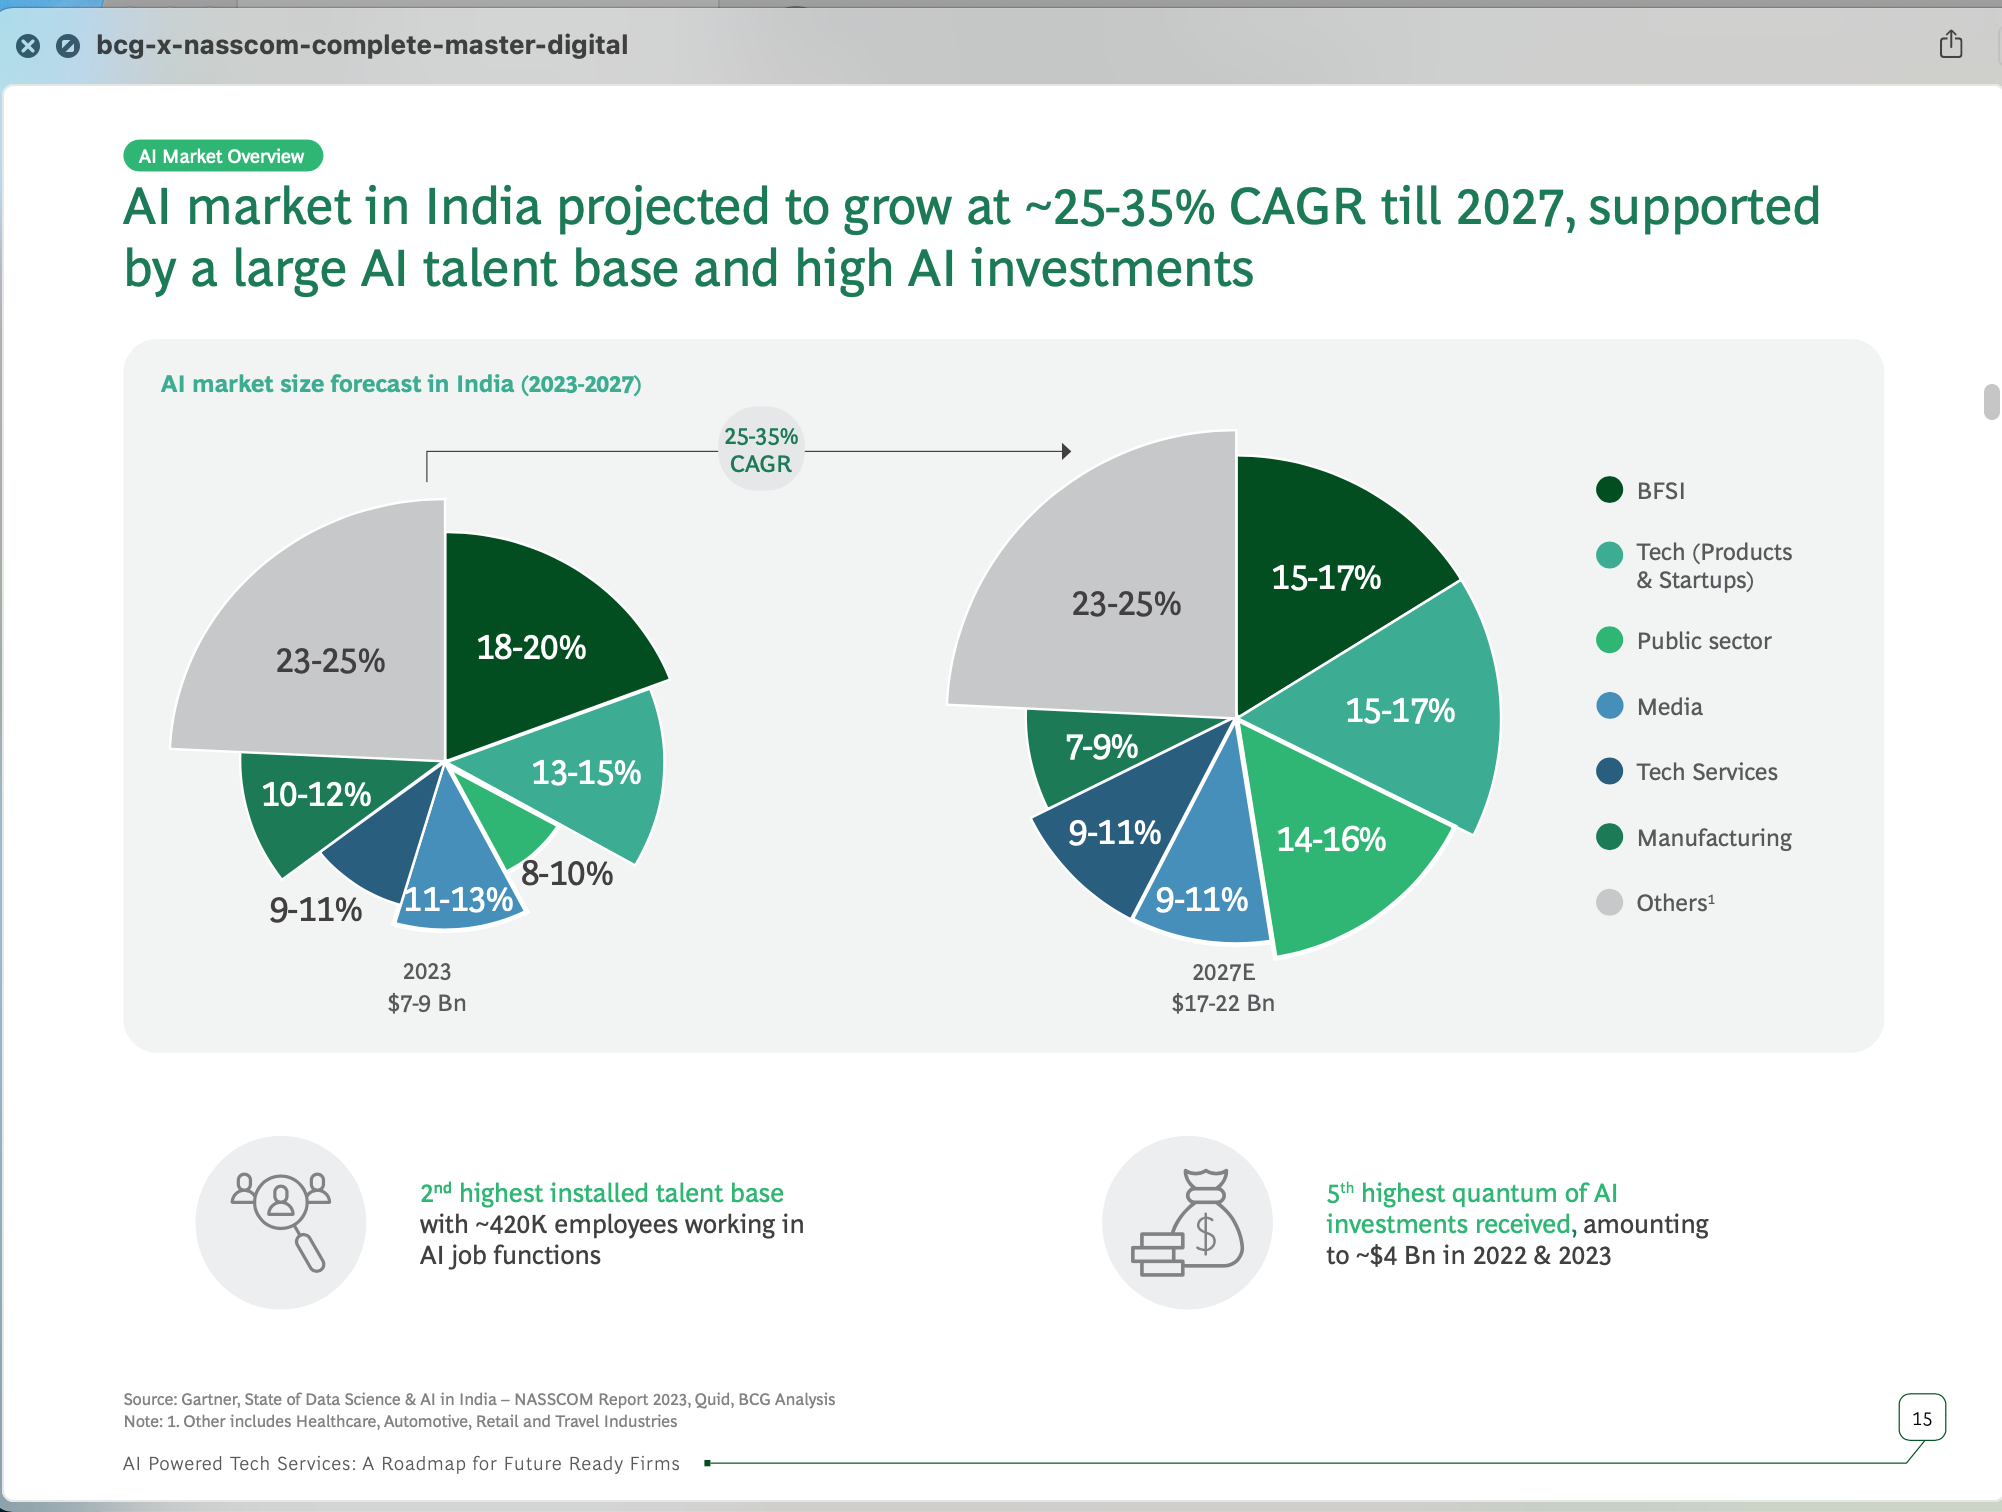 bcg-x-nasscom-complete-master-digital
AI Market Overview
AI market in India projected to grow at ~25-35% CAGR till 2027, supported
by a large AI talent base and high AI investments
AI market size forecast in India (2023-2027)
25-35%
CAGR
23-25%
18-20%
13-15%
8-10%
11-13%
9-11%
10-12%
2023
$7-9 Bn
23-25%
15-17%
15-17%
14-16%
9-11%
9-11%
7-9%
2027E
$17-22 Bn
BFSI
Tech (Products
& Startups)
Public sector
Media
Tech Services
Manufacturing
Others¹
2nd highest installed talent base
with ~420K employees working in
AI job functions
$
5th highest quantum of AI
investments received, amounting
to ~$4 Bn in 2022 & 2023
Source: Gartner, State of Data Science & AI in India – NASSCOM Report 2023, Quid, BCG Analysis
Note: 1. Other includes Healthcare, Automotive, Retail and Travel Industries
AI Powered Tech Services: A Roadmap for Future Ready Firms
15